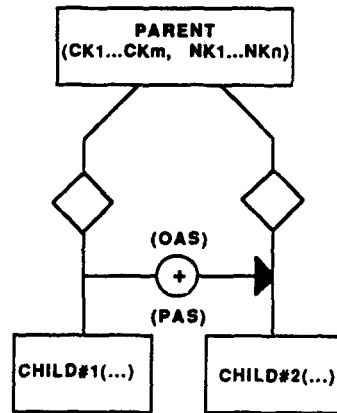 PARENT
(CK1...CKm, NK1...NKn)
(OAS)
+
(PAS)
CHILD#1(...)
CHILD#2(...)